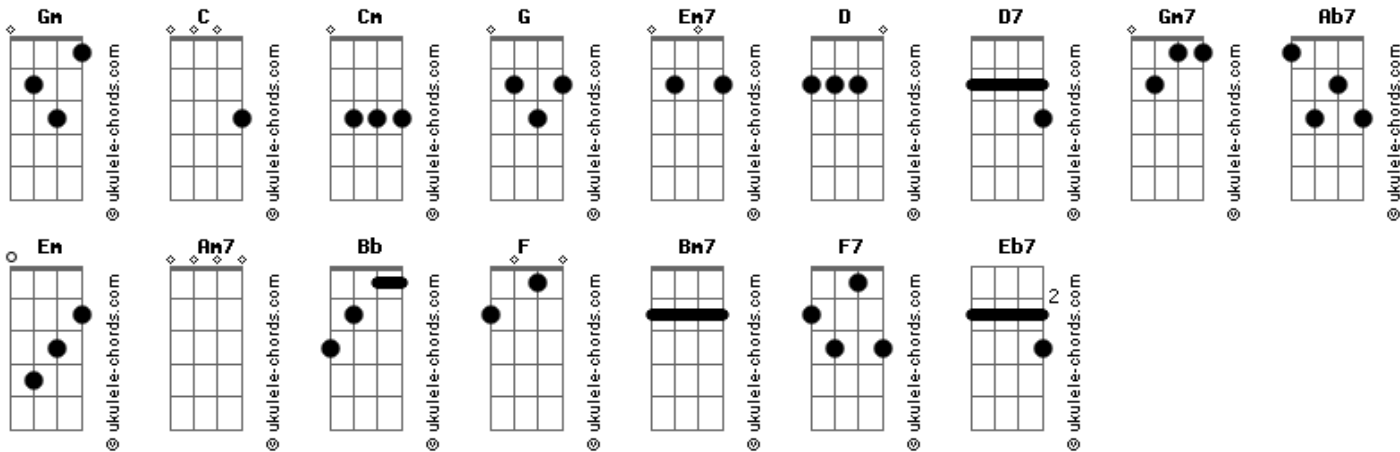 Gm C Cm G Em7 D D7 Gm7 Ab7
© ukulele-chords.com © ukulele-chords.com © ukulele-chords.com © ukulele-chords.com © ukulele-chords.com © ukulele-chords.com © ukulele-chords.com © ukulele-chords.com © ukulele-chords.com
Em Am7 Bb F Bm7 F7 Eb7
2
© ukulele-chords.com © ukulele-chords.com © ukulele-chords.com © ukulele-chords.com © ukulele-chords.com © ukulele-chords.com © ukulele-chords.com